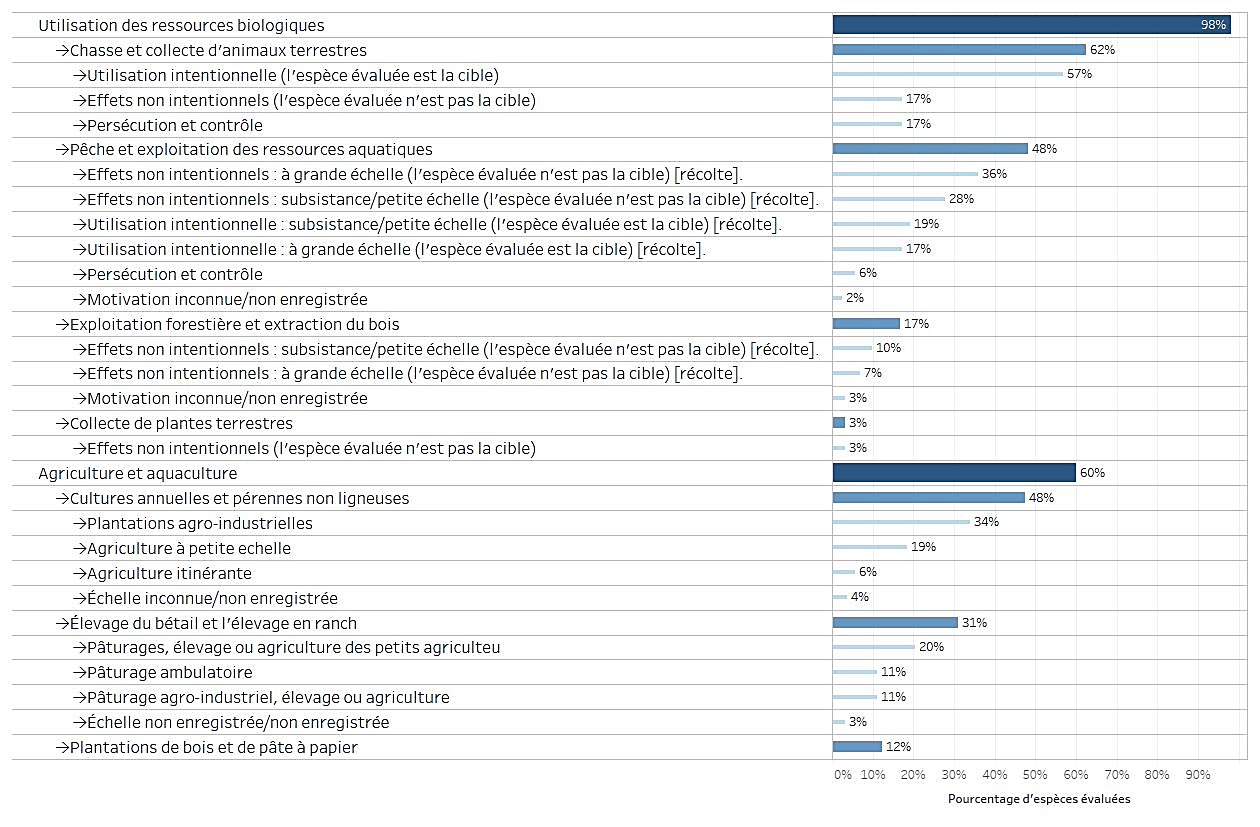 Utilisation des ressources biologiques 98%
→Chasse et collecte d’animaux terrestres 62%
→Utilisation intentionnelle (l’espèce évaluée est la cible) 57%
→Effets non intentionnels (l’espèce évaluée n’est pas la cible) 17%
→Persécution et contrôle 17%
→Pêche et exploitation des ressources aquatiques 48%
→Effets non intentionnels : à grande échelle (l’espèce évaluée n’est pas la cible) [récolte]. 36%
→Effets non intentionnels : subsistance/petite échelle (l’espèce évaluée n’est pas la cible) [récolte]. 28%
→Utilisation intentionnelle : subsistance/petite échelle (l’espèce évaluée est la cible) [récolte]. 19%
→Utilisation intentionnelle : à grande échelle (l’espèce évaluée est la cible) [récolte]. 17%
→Persécution et contrôle 6%
→Motivation inconnue/non enregistrée 2%
→Exploitation forestière et extraction du bois 17%
→Effets non intentionnels : subsistance/petite échelle (l’espèce évaluée n’est pas la cible) [récolte]. 10%
→Effets non intentionnels : à grande échelle (l’espèce évaluée n’est pas la cible) [récolte]. 7%
→Motivation inconnue/non enregistrée 3%
→Collecte de plantes terrestres 3%
→Effets non intentionnels (l’espèce évaluée n’est pas la cible) 3%
Agriculture et aquaculture 60%
→Cultures annuelles et pérennes non ligneuses 48%
→Plantations agro-industrielles 34%
→Agriculture à petite echelle 19%
→Agriculture itinérante 6%
→Échelle inconnue/non enregistrée 4%
→Élevage du bétail et l’élevage en ranch 31%
→Pâturages, élevage ou agriculture des petits agriculteu 20%
→Pâturage ambulatoire 11%
→Pâturage agro-industriel, élevage ou agriculture 11%
→Échelle non enregistrée/non enregistrée 3%
→Plantations de bois et de pâte à papier 12%
0% 10% 20% 30% 40% 50% 60% 70% 80% 90%
Pourcentage d’espèces évaluées